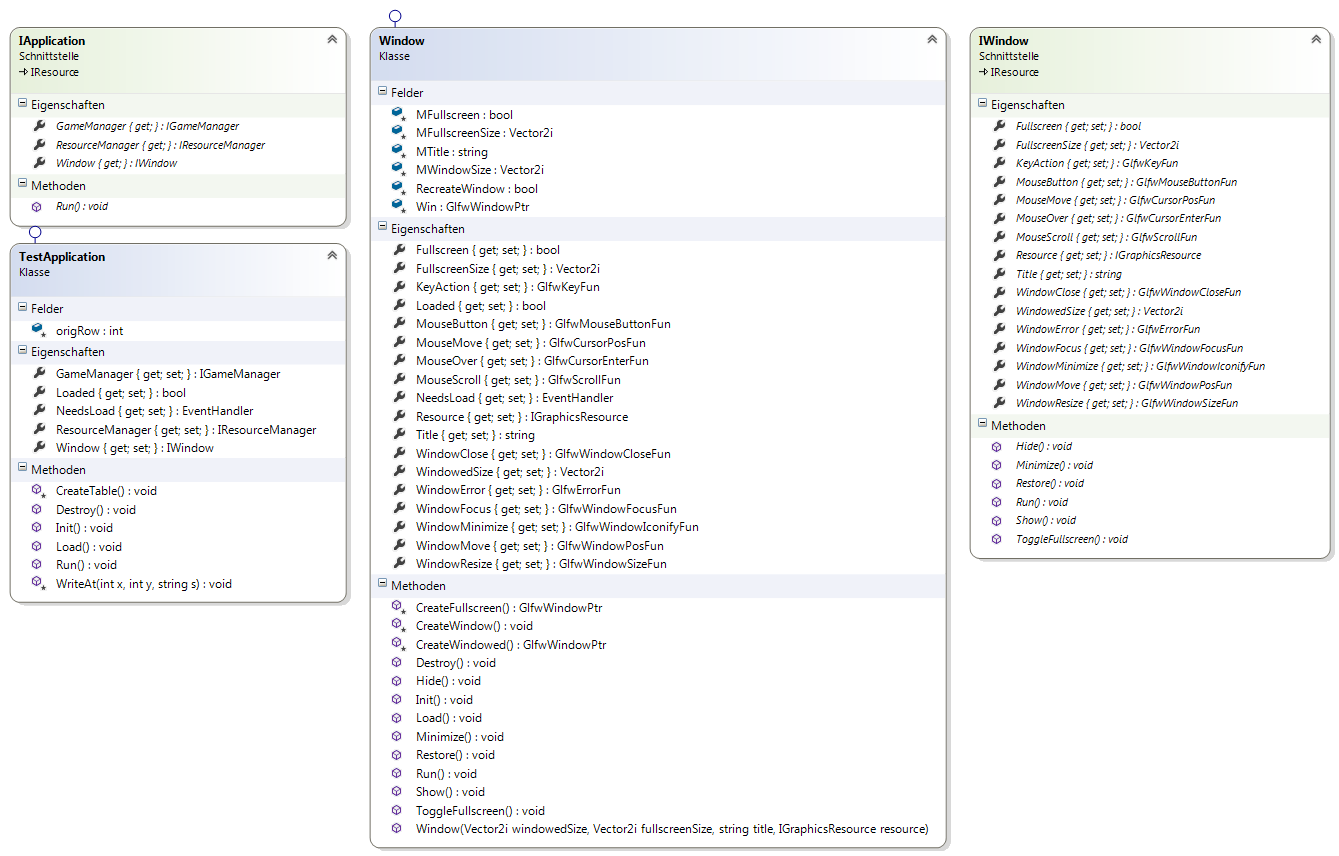 IApplication
Schnittstelle
IResource
Eigenschaften
GameManager { get; } : IGameManager
ResourceManager { get; } : IResourceManager
Window { get; } : IWindow
Methoden
Run() : void
TestApplication
Klasse
Felder
origRow : int
Eigenschaften
GameManager { get; set; } : IGameManager
Loaded { get; set; } : bool
NeedsLoad { get; set; } : EventHandler
ResourceManager { get; set; } : IResourceManager
Window { get; set; } : IWindow
Methoden
CreateTable() : void
Destroy() : void
Init() : void
Load() : void
Run() : void
WriteAt(int x, int y, string s) : void
Window
Klasse
Felder
MFullscreen : bool
MFullscreenSize : Vector2i
MTitle : string
MWindowSize : Vector2i
RecreateWindow : bool
Win : GlfwWindowPtr
Eigenschaften
Fullscreen { get; set; } : bool
FullscreenSize { get; set; } : Vector2i
KeyAction { get; set; } : GlfwKeyFun
Loaded { get; set; } : bool
MouseButton { get; set; } : GlfwMouseButtonFun
MouseMove { get; set; } : GlfwCursorPosFun
MouseOver { get; set; } : GlfwCursorEnterFun
MouseScroll { get; set; } : GlfwScrollFun
NeedsLoad { get; set; } : EventHandler
Resource { get; set; } : IGraphicsResource
Title { get; set; } : string
WindowClose { get; set; } : GlfwWindowCloseFun
WindowedSize { get; set; } : Vector2i
WindowError { get; set; } : GlfwErrorFun
WindowFocus { get; set; } : GlfwWindowFocusFun
WindowMinimize { get; set; } : GlfwWindowIconifyFun
WindowMove { get; set; } : GlfwWindowPosFun
WindowResize { get; set; } : GlfwWindowSizeFun
Methoden
CreateFullscreen() : GlfwWindowPtr
CreateWindow() : void
CreateWindowed() : GlfwWindowPtr
Destroy() : void
Hide() : void
Init() : void
Load() : void
Minimize() : void
Restore() : void
Run() : void
Show() : void
ToggleFullscreen() : void
Window(Vector2i windowedSize, Vector2i fullscreenSize, string title, IGraphicsResource resource)
IWindow
Schnittstelle
IResource
Eigenschaften
Fullscreen { get; set; } : bool
FullscreenSize { get; set; } : Vector2i
KeyAction { get; set; } : GlfwKeyFun
MouseButton { get; set; } : GlfwMouseButtonFun
MouseMove { get; set; } : GlfwCursorPosFun
MouseOver { get; set; } : GlfwCursorEnterFun
MouseScroll { get; set; } : GlfwScrollFun
Resource { get; set; } : IGraphicsResource
Title { get; set; } : string
WindowClose { get; set; } : GlfwWindowCloseFun
WindowedSize { get; set; } : Vector2i
WindowError { get; set; } : GlfwErrorFun
WindowFocus { get; set; } : GlfwWindowFocusFun
WindowMinimize { get; set; } : GlfwWindowIconifyFun
WindowMove { get; set; } : GlfwWindowPosFun
WindowResize { get; set; } : GlfwWindowSizeFun
Methoden
Hide() : void
Minimize() : void
Restore() : void
Run() : void
Show() : void
ToggleFullscreen() : void